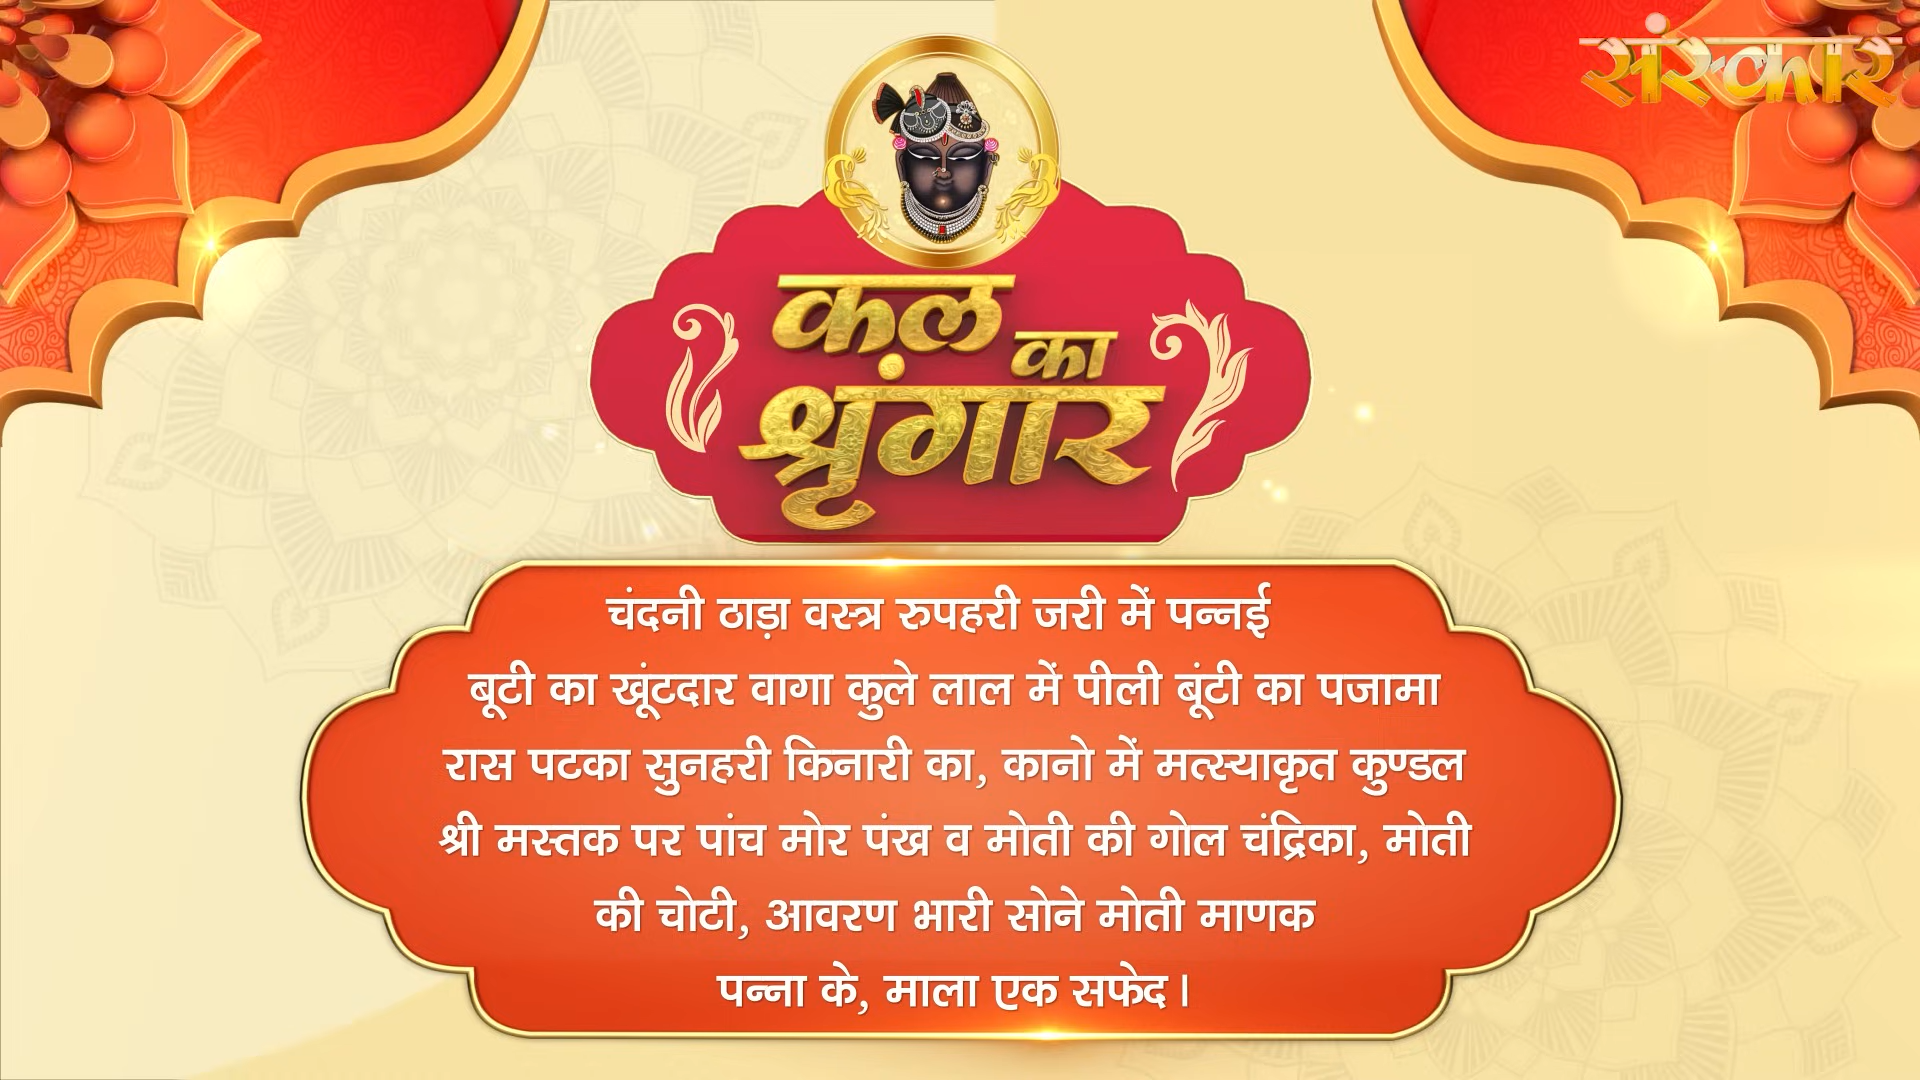 संस्कार
कल का
श्रृंगार
चंदनी ठाड़ा वस्त्र रुपहरी जरी में पन्नई
बूटी का खूंटदार वागा कुले लाल में पीली बूंटी का पजामा
रास पटका सुनहरी किनारी का, कानो में मत्स्याकृत कुण्डल
श्री मस्तक पर पांच मोर पंख व मोती की गोल चंद्रिका, मोती
की चोटी, आवरण भारी सोने मोती माणक
पन्ना के, माला एक सफेद।